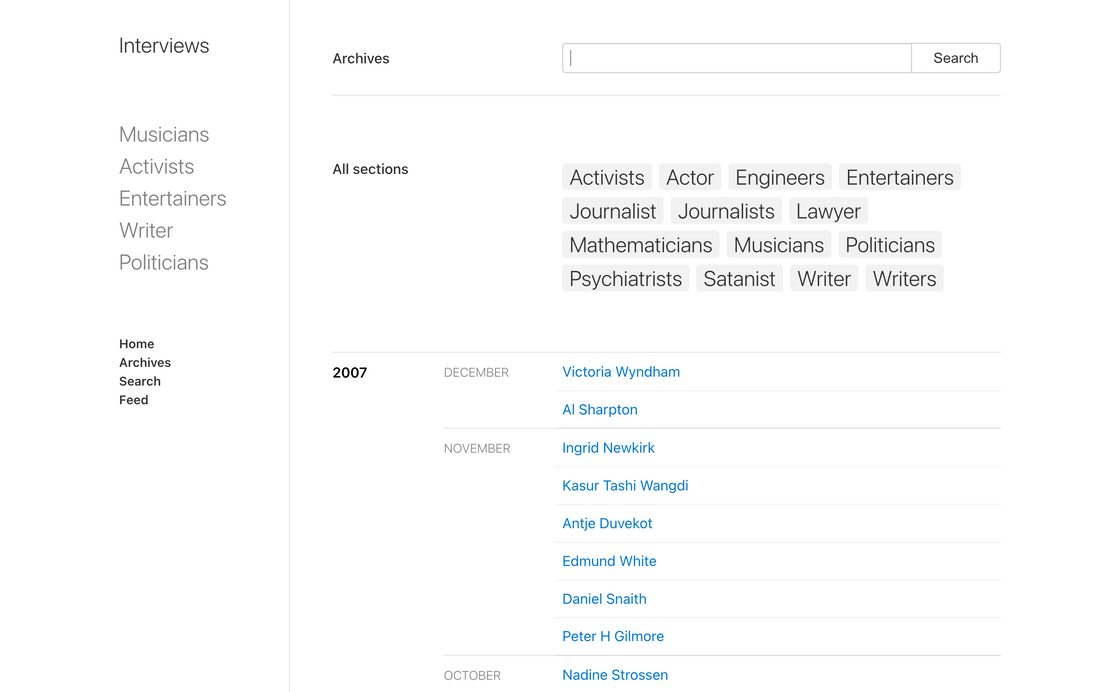 Interviews
Musicians
Activists
Entertainers
Writer
Politicians
Home
Archives
Search
Feed
Archives
Search
All sections
Activists Actor Engineers Entertainers
Journalist Journalists Lawyer
Mathematicians Musicians Politicians
Psychiatrists Satanist Writer Writers
2007 DECEMBER Victoria Wyndham
Al Sharpton
NOVEMBER Ingrid Newkirk
Kasur Tashi Wangdi
Antje Duvekot
Edmund White
Daniel Snaith
Peter H Gilmore
OCTOBER Nadine Strossen